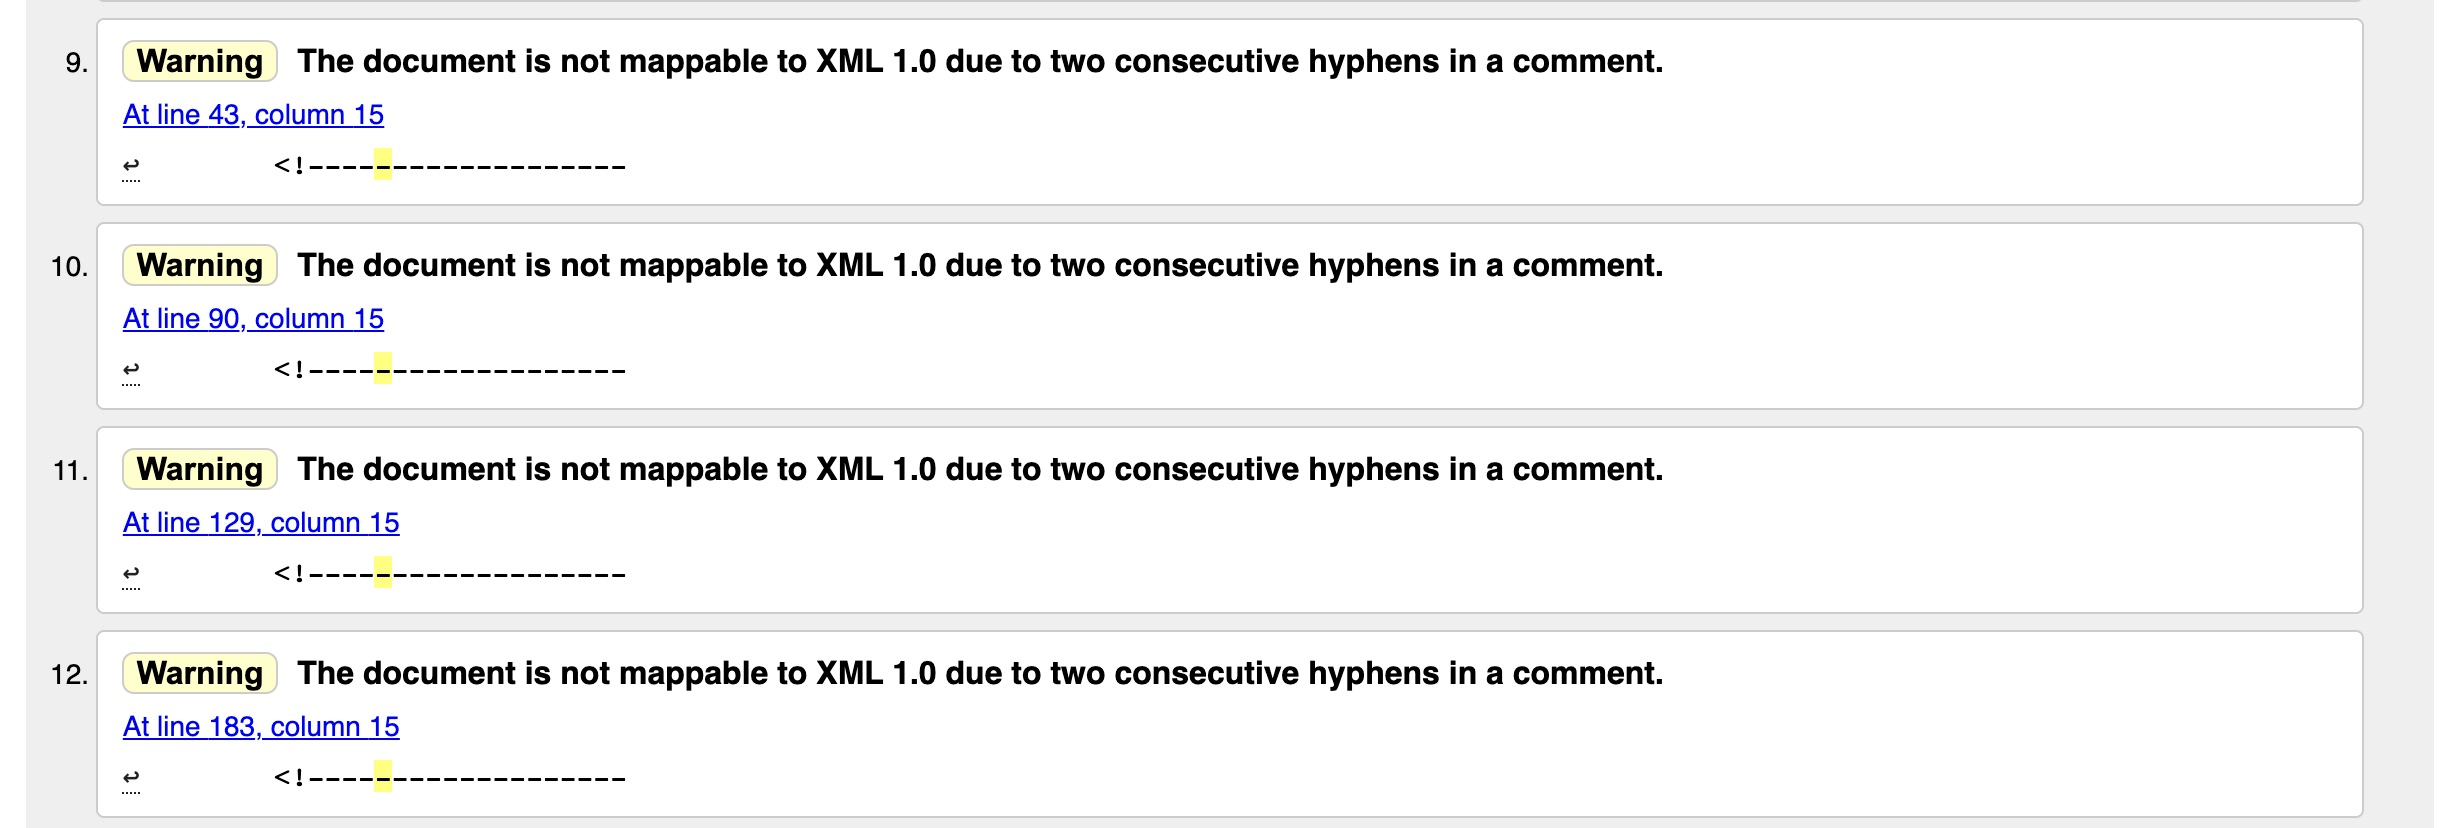 9. Warning The document is not mappable to XML 1.0 due to two consecutive hyphens in a comment.
At line 43, column 15
↩ <!-------------------
10. Warning The document is not mappable to XML 1.0 due to two consecutive hyphens in a comment.
At line 90, column 15
↩ <!-------------------
11. Warning The document is not mappable to XML 1.0 due to two consecutive hyphens in a comment.
At line 129, column 15
↩ <!-------------------
12. Warning The document is not mappable to XML 1.0 due to two consecutive hyphens in a comment.
At line 183, column 15
↩ <!-------------------